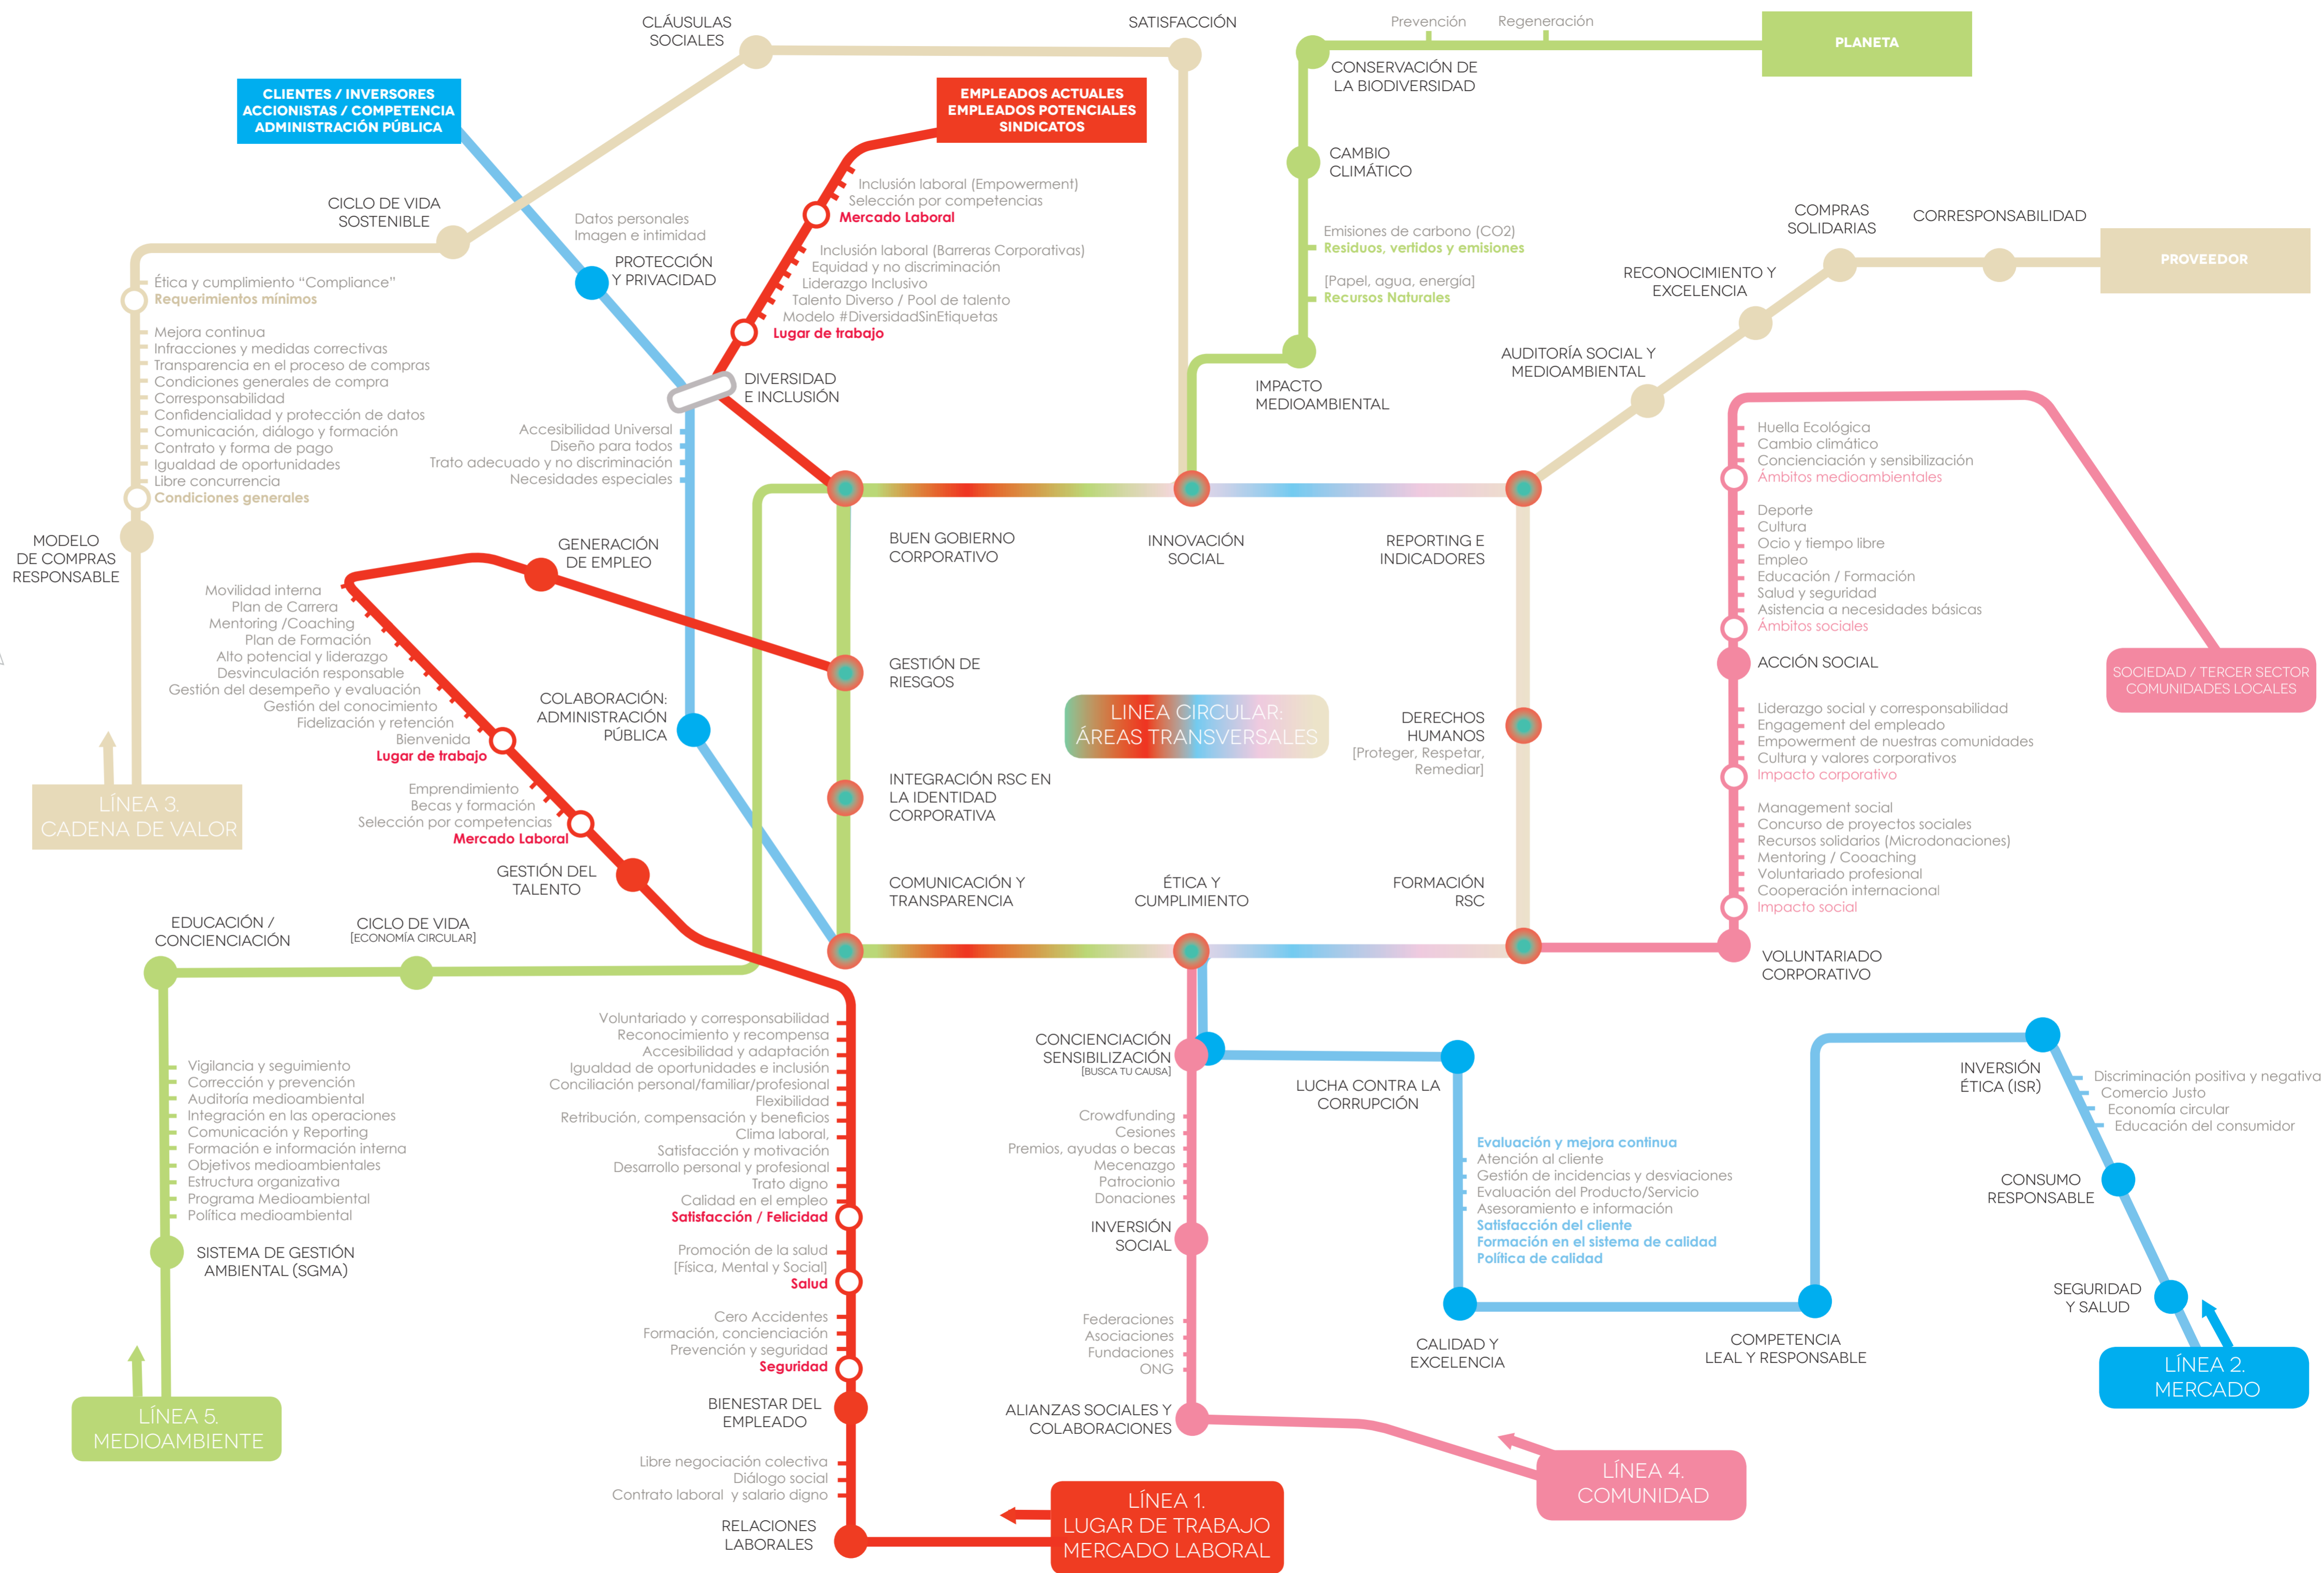 CLÁUSULAS
SOCIALES
SATISFACCIÓN
Prevención
Regeneración
PLANETA
CONSERVACIÓN DE
LA BIODIVERSIDAD
CLIENTES / INVERSORES
ACCIONISTAS / COMPETENCIA
ADMINISTRACIÓN PÚBLICA
EMPLEADOS ACTUALES
EMPLEADOS POTENCIALES
SINDICATOS
CAMBIO
CLIMÁTICO
CICLO DE VIDA
SOSTENIBLE
Datos personales
Imagen e intimidad
PROTECCIÓN
Y PRIVACIDAD
Inclusión laboral (Empowerment)
Selección por competencias
Mercado Laboral
Inclusión laboral (Barreras Corporativas)
Equidad y no discriminación
Liderazgo Inclusivo
Talento Diverso / Pool de talento
Modelo #DiversidadSinEtiquetas
Lugar de trabajo
DIVERSIDAD
E INCLUSIÓN
Emisiones de carbono (CO2)
Residuos, vertidos y emisiones
[Papel, agua, energía]
Recursos Naturales
IMPACTO
MEDIOAMBIENTAL
COMPRAS
SOLIDARIAS
CORRESPONSABILIDAD
PROVEEDOR
RECONOCIMIENTO Y
EXCELENCIA
AUDITORÍA SOCIAL Y
MEDIOAMBIENTAL
Ética y cumplimiento “Compliance”
Requerimientos mínimos
Mejora continua
Infracciones y medidas correctivas
Transparencia en el proceso de compras
Condiciones generales de compra
Corresponsabilidad
Confidencialidad y protección de datos
Comunicación, diálogo y formación
Contrato y forma de pago
Igualdad de oportunidades
Libre concurrencia
Condiciones generales
MODELO
DE COMPRAS
RESPONSABLE
Accesibilidad Universal
Diseño para todos
Trato adecuado y no discriminación
Necesidades especiales
GENERACIÓN
DE EMPLEO
BUEN GOBIERNO
CORPORATIVO
INNOVACIÓN
SOCIAL
REPORTING E
INDICADORES
Huella Ecológica
Cambio climático
Concienciación y sensibilización
Ámbitos medioambientales
Deporte
Cultura
Ocio y tiempo libre
Empleo
Educación / Formación
Salud y seguridad
Asistencia a necesidades básicas
Ámbitos sociales
ACCIÓN SOCIAL
SOCIEDAD / TERCER SECTOR
COMUNIDADES LOCALES
Movilidad interna
Plan de Carrera
Mentoring /Coaching
Plan de Formación
Alto potencial y liderazgo
Desvinculación responsable
Gestión del desempeño y evaluación
Gestión del conocimiento
Fidelización y retención
Bienvenida
Lugar de trabajo
Emprendimiento
Becas y formación
Selección por competencias
Mercado Laboral
GESTIÓN DEL
TALENTO
COLABORACIÓN:
ADMINISTRACIÓN
PÚBLICA
GESTIÓN DE
RIESGOS
LINEA CIRCULAR:
ÁREAS TRANSVERSALES
DERECHOS
HUMANOS
[Proteger, Respetar,
Remediar]
INTEGRACIÓN RSC EN
LA IDENTIDAD
CORPORATIVA
Liderazgo social y corresponsabilidad
Engagement del empleado
Empowerment de nuestras comunidades
Cultura y valores corporativos
Impacto corporativo
Management social
Concurso de proyectos sociales
Recursos solidarios (Microdonaciones)
Mentoring / Cooaching
Voluntariado profesional
Cooperación internacional
Impacto social
VOLUNTARIADO
CORPORATIVO
LÍNEA 3.
CADENA DE VALOR
COMUNICACIÓN Y
TRANSPARENCIA
ÉTICA Y
CUMPLIMIENTO
FORMACIÓN
RSC
EDUCACIÓN /
CONCIENCIACIÓN
CICLO DE VIDA
[ECONOMÍA CIRCULAR]
Vigilancia y seguimiento
Corrección y prevención
Auditoría medioambiental
Integración en las operaciones
Comunicación y Reporting
Formación e información interna
Objetivos medioambientales
Estructura organizativa
Programa Medioambiental
Política medioambiental
SISTEMA DE GESTIÓN
AMBIENTAL (SGMA)
LÍNEA 5.
MEDIOAMBIENTE
Voluntariado y corresponsabilidad
Reconocimiento y recompensa
Accesibilidad y adaptación
Igualdad de oportunidades e inclusión
Conciliación personal/familiar/profesional
Flexibilidad
Retribución, compensación y beneficios
Clima laboral,
Satisfacción y motivación
Desarrollo personal y profesional
Trato digno
Calidad en el empleo
Satisfacción / Felicidad
Promoción de la salud
[Física, Mental y Social]
Salud
Cero Accidentes
Formación, concienciación
Prevención y seguridad
Seguridad
BIENESTAR DEL
EMPLEADO
Libre negociación colectiva
Diálogo social
Contrato laboral y salario digno
RELACIONES
LABORALES
LÍNEA 1.
LUGAR DE TRABAJO
MERCADO LABORAL
CONCIENCIACIÓN
SENSIBILIZACIÓN
[BUSCA TU CAUSA]
Crowdfunding
Cesiones
Premios, ayudas o becas
Mecenazgo
Patrocionio
Donaciones
INVERSIÓN
SOCIAL
Federaciones
Asociaciones
Fundaciones
ONG
ALIANZAS SOCIALES Y
COLABORACIONES
LÍNEA 4.
COMUNIDAD
LUCHA CONTRA LA
CORRUPCIÓN
Evaluación y mejora continua
Atención al cliente
Gestión de incidencias y desviaciones
Evaluación del Producto/Servicio
Asesoramiento e información
Satisfacción del cliente
Formación en el sistema de calidad
Política de calidad
CALIDAD Y
EXCELENCIA
COMPETENCIA
LEAL Y RESPONSABLE
INVERSIÓN
ÉTICA (ISR)
Discriminación positiva y negativa
Comercio Justo
Economía circular
Educación del consumidor
CONSUMO
RESPONSABLE
SEGURIDAD
Y SALUD
LÍNEA 2.
MERCADO